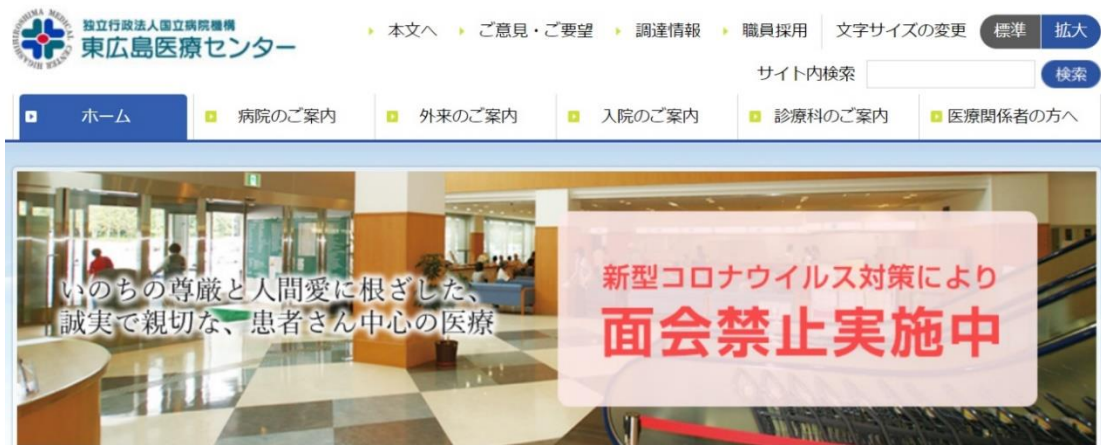 独立行政法人国立病院機構
東広島医療センター
本文へ ご意見・ご要望 調達情報 職員採用 文字サイズの変更 標準 拡大
サイト内検索 検索
ホーム 病院のご案内 外来のご案内 入院のご案内 診療科のご案内 医療関係者の方へ
いのちの尊厳と人間愛に根ざした、
誠実で親切な、患者さん中心の医療
新型コロナウイルス対策により
面会禁止実施中